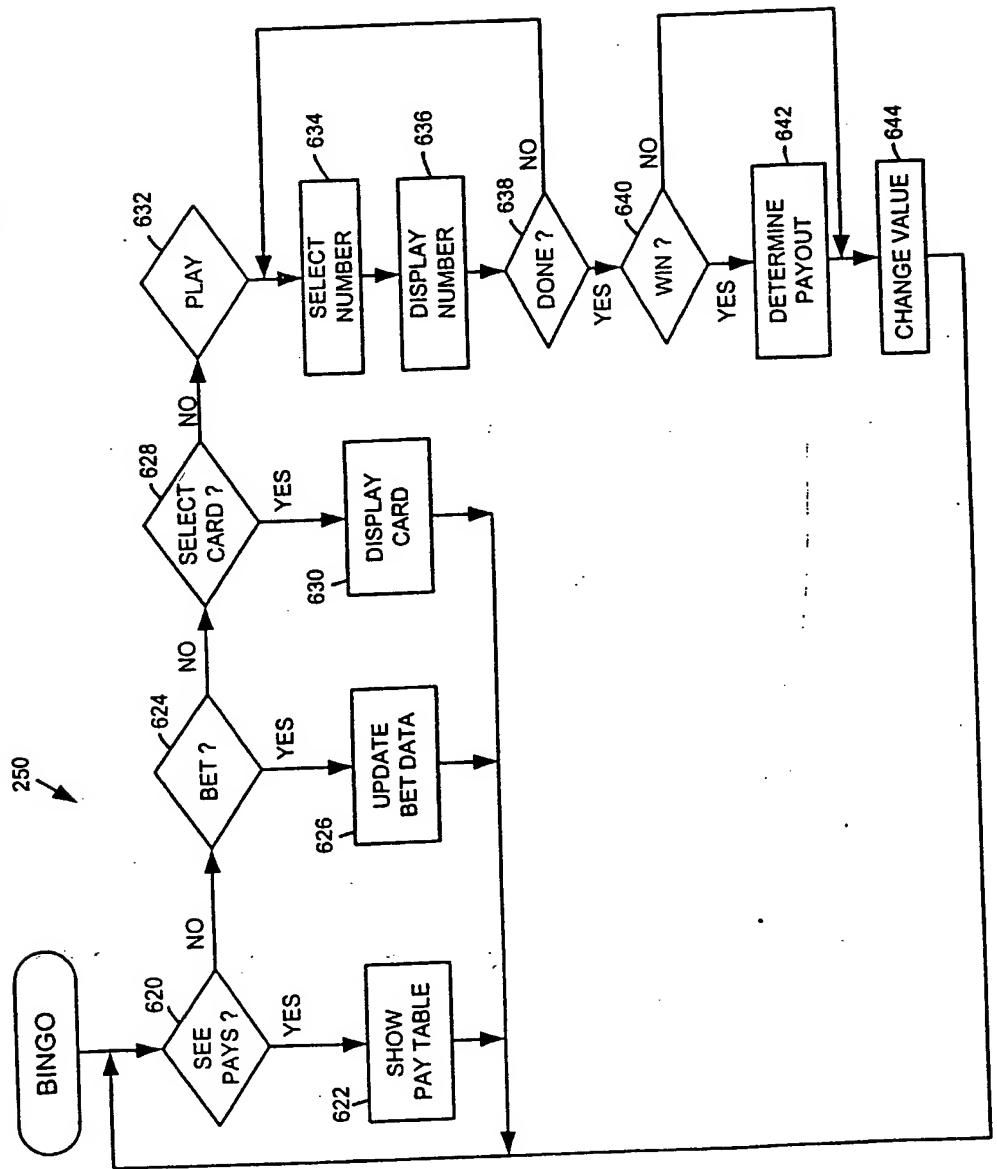 250
BINGO
620
SEE
PAYS ?
NO
YES
622
SHOW
PAY TABLE
624
BET ?
NO
YES
626
UPDATE
BET DATA
628
SELECT
CARD ?
NO
YES
630
DISPLAY
CARD
632
PLAY
634
SELECT
NUMBER
636
DISPLAY
NUMBER
638
DONE ?
NO
YES
640
WIN ?
NO
YES
642
DETERMINE
PAYOUT
644
CHANGE VALUE